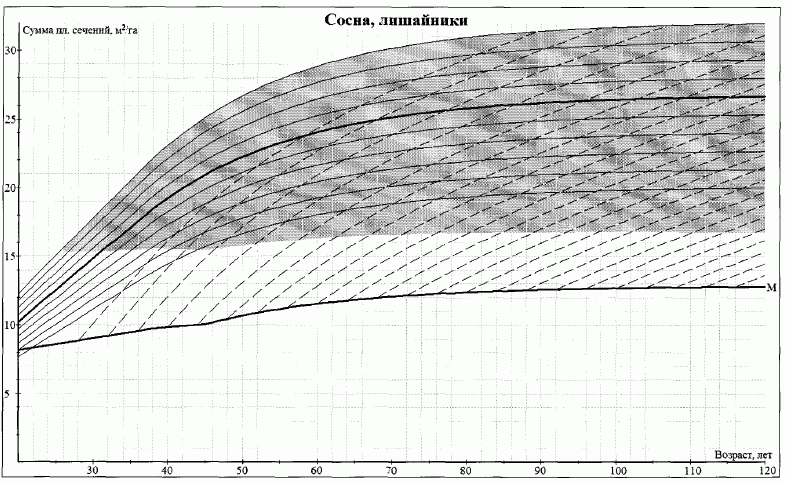 Сосна, лишайники
Сумма пл. сечений, м²/га
30
25
20
15
10
5
М
Возраст, лет
30 40 50 60 70 80 90 100 110 120